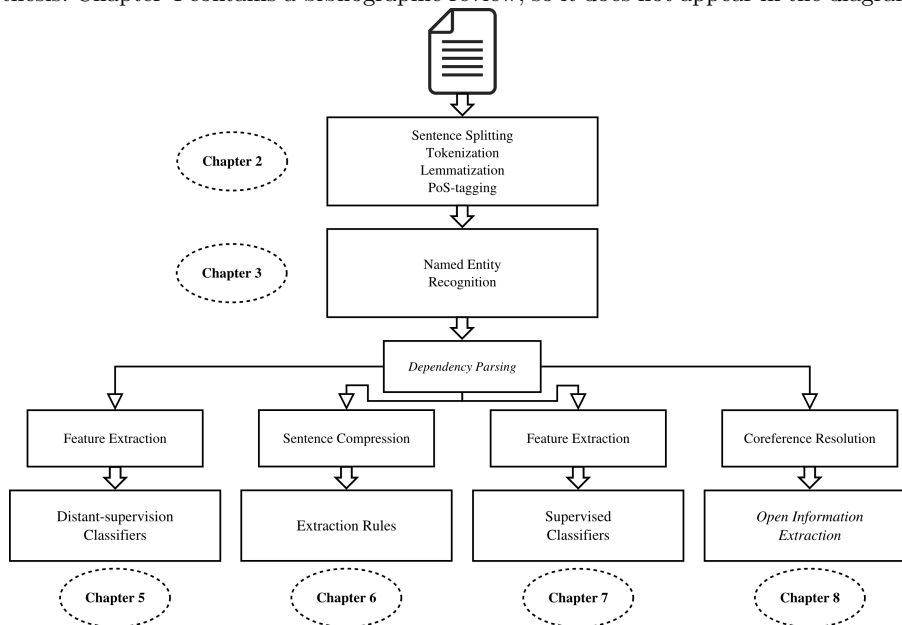 thesis. Chapter 4 contains a bibliographic review, so it does not appear in the diagram
Sentence Splitting
Tokenization
Lemmatization
PoS-tagging
Chapter 2
Named Entity
Recognition
Chapter 3
Dependency Parsing
Feature Extraction
Sentence Compression
Feature Extraction
Coreference Resolution
Distant-supervision
Classifiers
Extraction Rules
Supervised
Classifiers
Open Information
Extraction
Chapter 5
Chapter 6
Chapter 7
Chapter 8